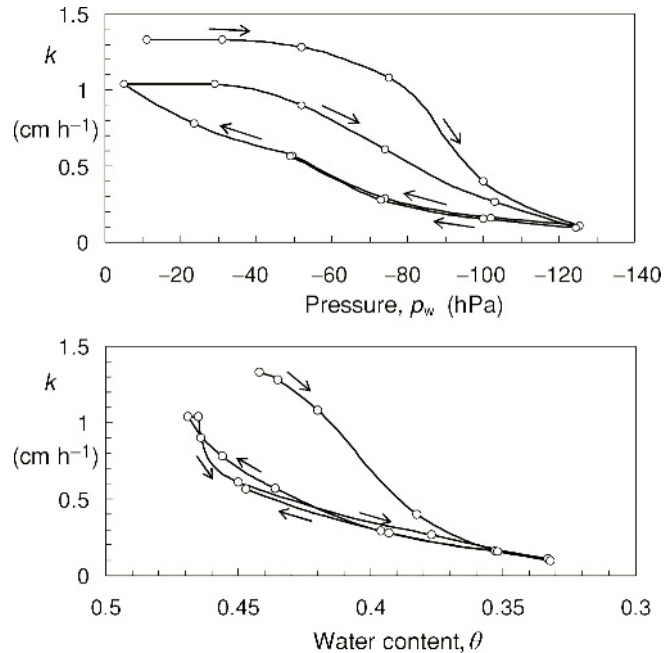 1.5
k
1
(cm h⁻¹)
0.5
0
0 −20 −40 −60 −80 −100 −120 −140
Pressure, p_w (hPa)
1.5
k
1
(cm h⁻¹)
0.5
0
0.5 0.45 0.4 0.35 0.3
Water content, θ